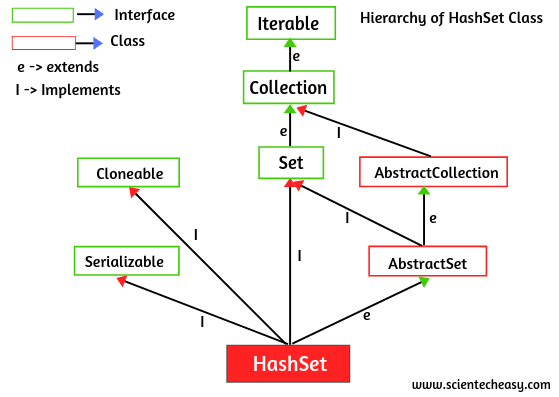 Interface
Class
e -> extends
I -> Implements
Hierarchy of HashSet Class
Iterable
e
Collection
e
I
Set
Cloneable
AbstractCollection
I
I
e
I
Serializable
AbstractSet
I
e
HashSet
www.scientecheasy.com